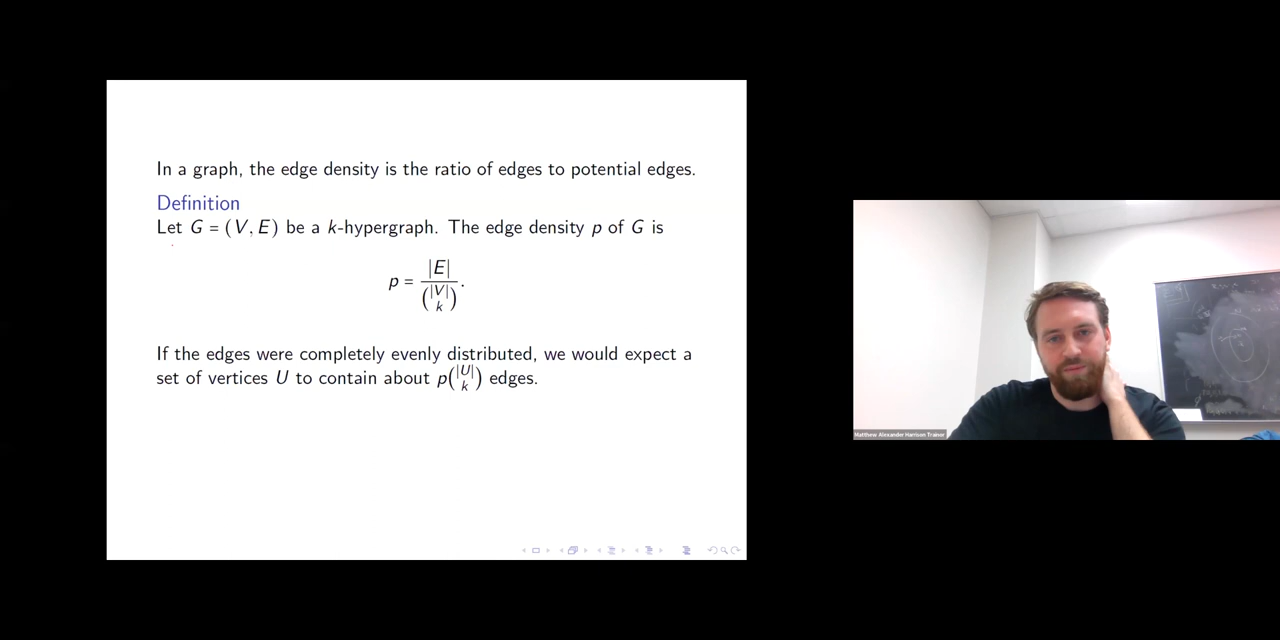 In a graph, the edge density is the ratio of edges to potential edges.
Definition
Let G = (V, E) be a k-hypergraph. The edge density p of G is
p = |E| / (|V| k).
If the edges were completely evenly distributed, we would expect a
set of vertices U to contain about p(|U| k) edges.
Matthew Alexander Harrison Trainor